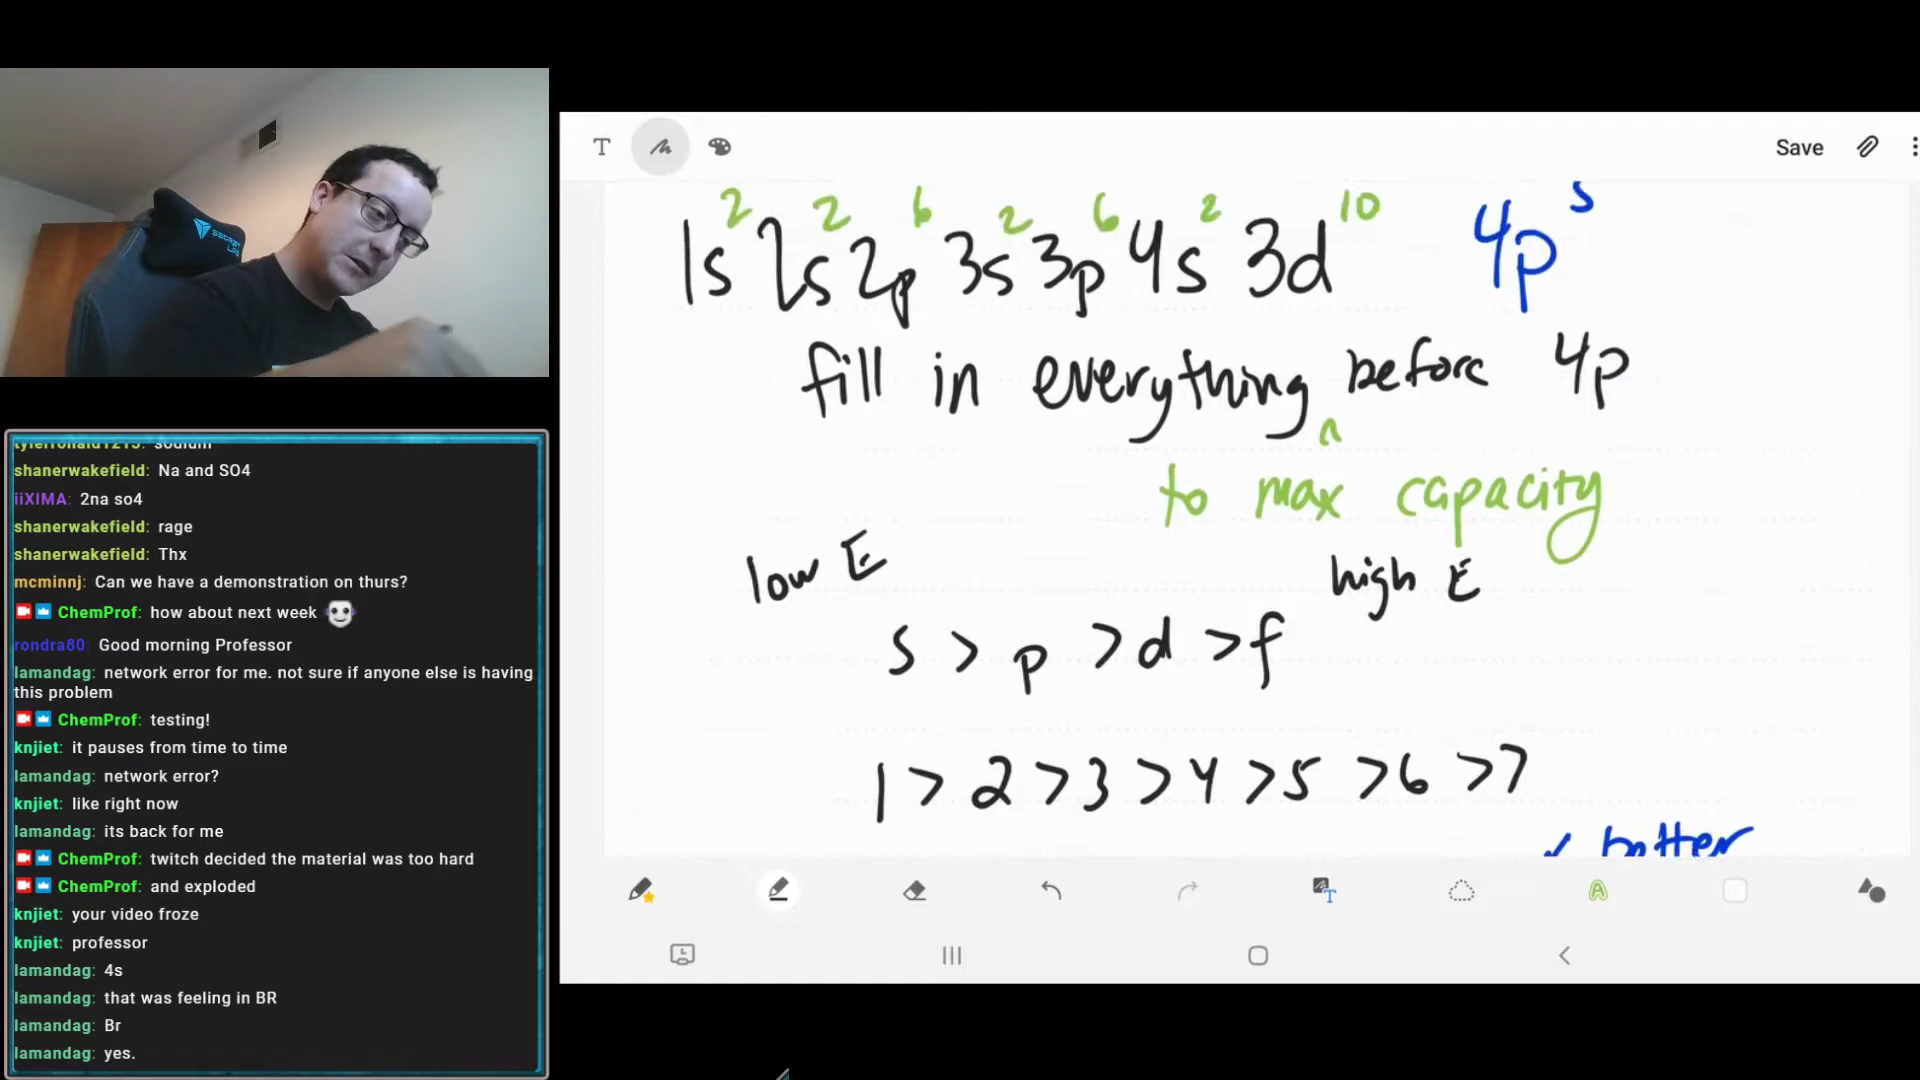 SECRET LAB
tylerronald1213: sodium
shanerwakefield: Na and SO4
iiXIMA: 2na so4
shanerwakefield: rage
shanerwakefield: Thx
mcminnj: Can we have a demonstration on thurs?
ChemProf: how about next week
rondra80: Good morning Professor
lamandag: network error for me. not sure if anyone else is having
this problem
ChemProf: testing!
knjiet: it pauses from time to time
lamandag: network error?
knjiet: like right now
lamandag: its back for me
ChemProf: twitch decided the material was too hard
ChemProf: and exploded
knjiet: your video froze
knjiet: professor
lamandag: 4s
lamandag: that was feeling in BR
lamandag: Br
lamandag: yes.
T Save
1s² 2s² 2p⁶ 3s² 3p⁶ 4s² 3d¹⁰ 4p⁵
fill in everything ^ before 4p
to max capacity
low E high E
s > p > d > f
1 > 2 > 3 > 4 > 5 > 6 > 7
better